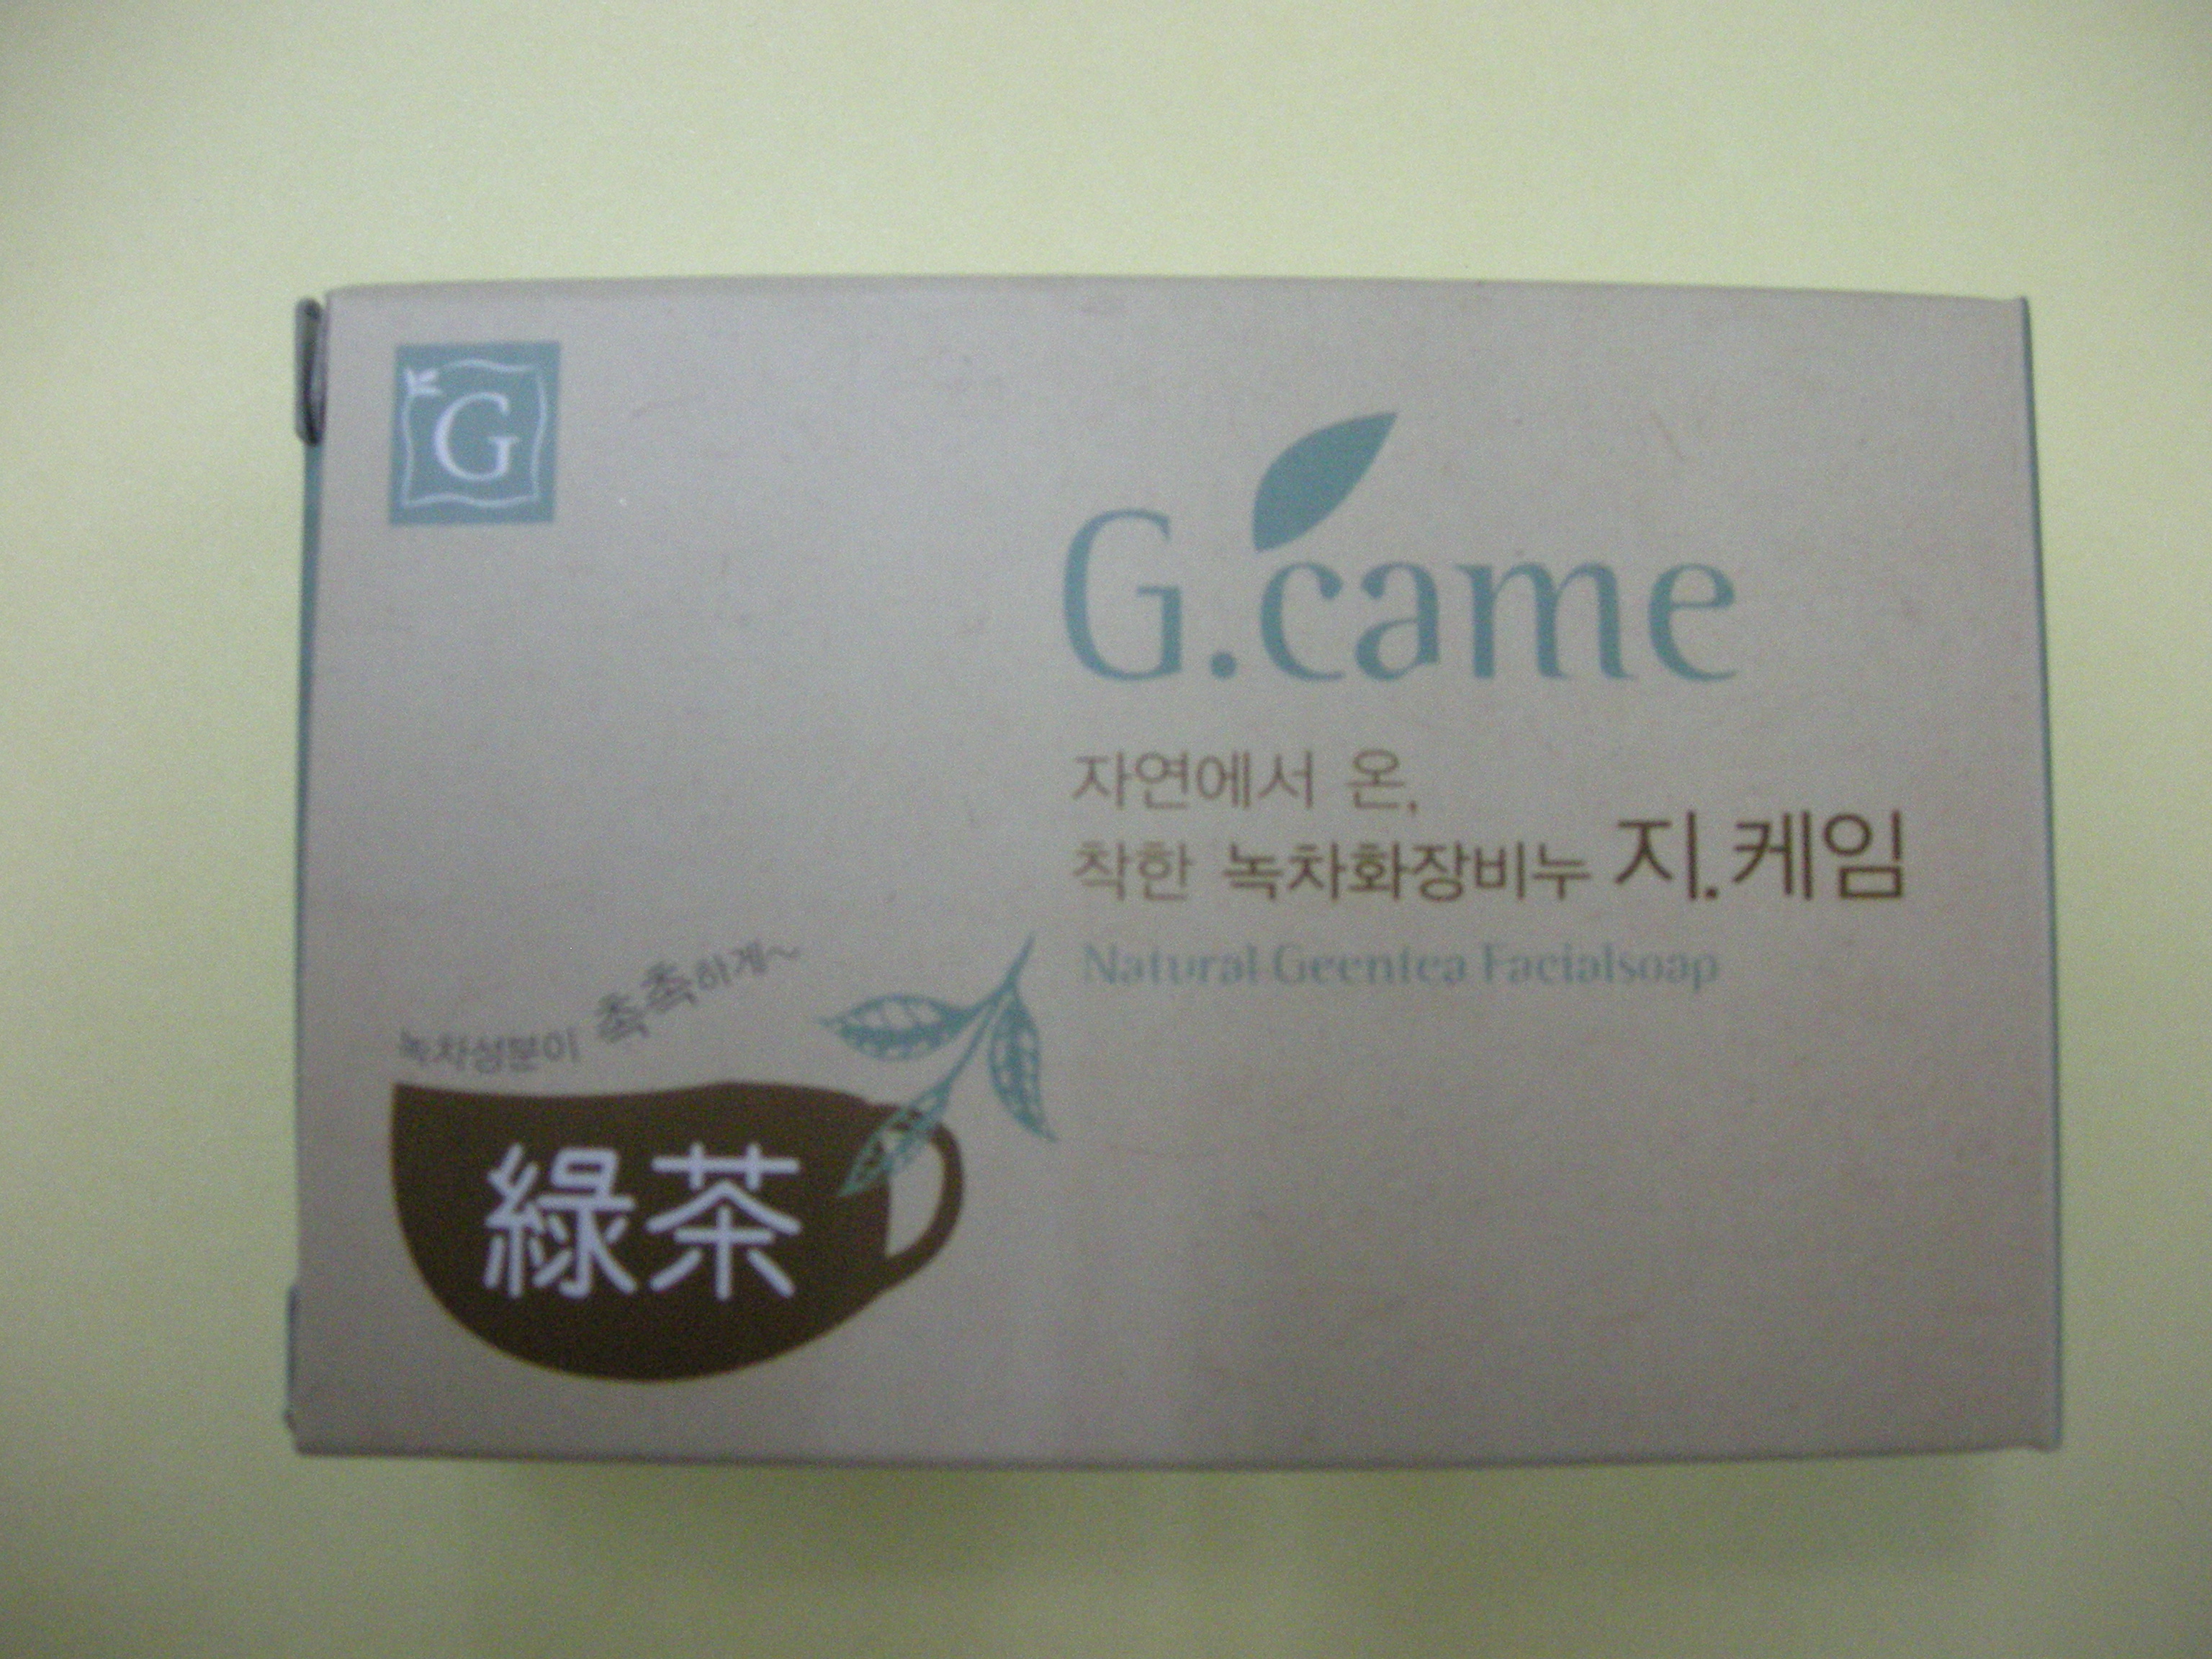 G
G.came
자연에서 온,
착한 녹차화장비누 지.케임
Natural Geentea Facialsoap
녹차성분이 촉촉하게~
綠茶